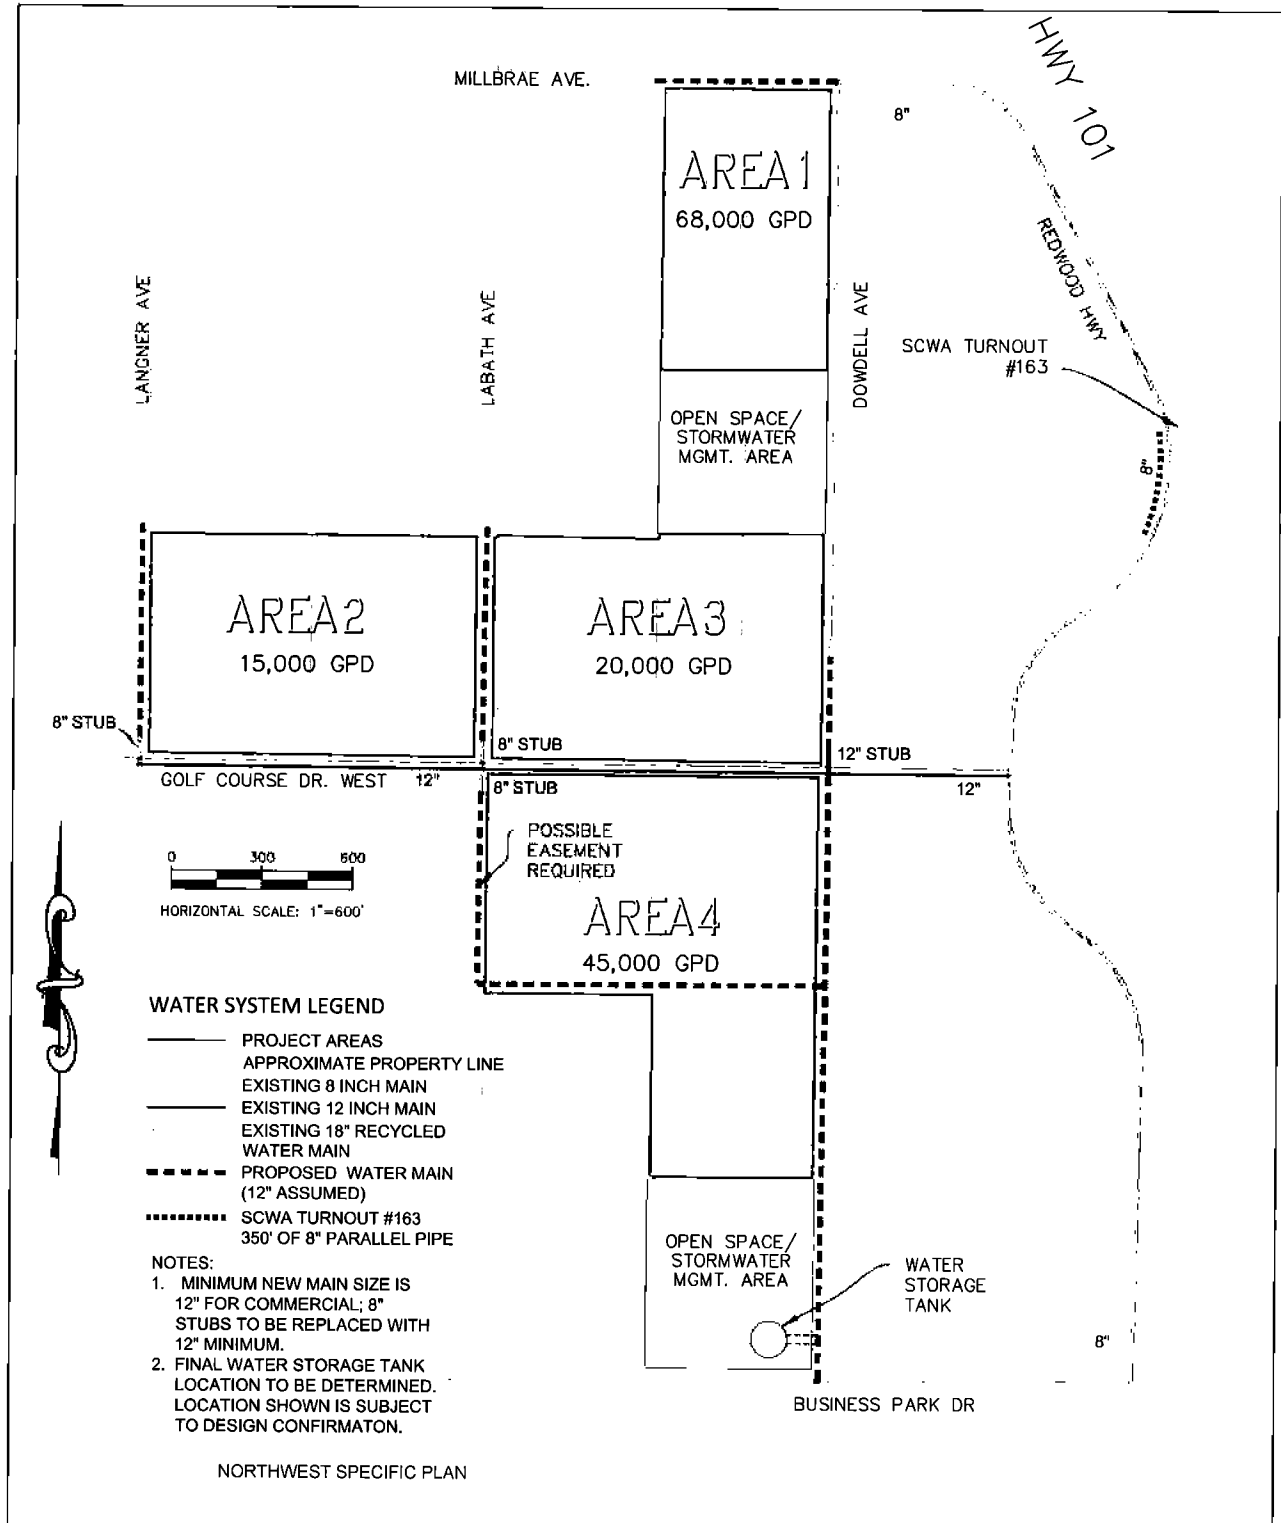 HWY 101
MILLBRAE AVE.
8"
AREA1
68,000 GPD
REDWOOD HWY
LANGNER AVE
LABATH AVE
DOWDELL AVE
SCWA TURNOUT
#163
OPEN SPACE/
STORMWATER
MGMT. AREA
8"
AREA2
15,000 GPD
AREA3
20,000 GPD
8" STUB
8" STUB
12" STUB
GOLF COURSE DR. WEST
12"
8" STUB
12"
POSSIBLE
EASEMENT
REQUIRED
0 300 600
HORIZONTAL SCALE: 1"=600'
AREA4
45,000 GPD
WATER SYSTEM LEGEND
PROJECT AREAS
APPROXIMATE PROPERTY LINE
EXISTING 8 INCH MAIN
EXISTING 12 INCH MAIN
EXISTING 18" RECYCLED
WATER MAIN
PROPOSED WATER MAIN
(12" ASSUMED)
SCWA TURNOUT #163
350' OF 8" PARALLEL PIPE
NOTES:
1. MINIMUM NEW MAIN SIZE IS
12" FOR COMMERCIAL; 8"
STUBS TO BE REPLACED WITH
12" MINIMUM.
2. FINAL WATER STORAGE TANK
LOCATION TO BE DETERMINED.
LOCATION SHOWN IS SUBJECT
TO DESIGN CONFIRMATON.
OPEN SPACE/
STORMWATER
MGMT. AREA
WATER
STORAGE
TANK
8"
BUSINESS PARK DR
NORTHWEST SPECIFIC PLAN